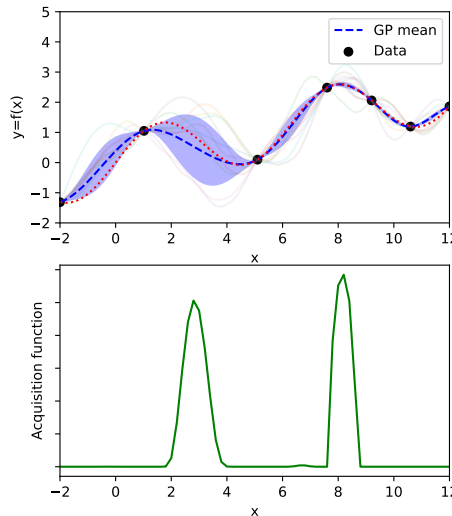 5
4
3
2
1
0
−1
−2
y=f(x)
GP mean
Data
−2 0 2 4 6 8 10 12
x
Acquisition function
−2 0 2 4 6 8 10 12
x